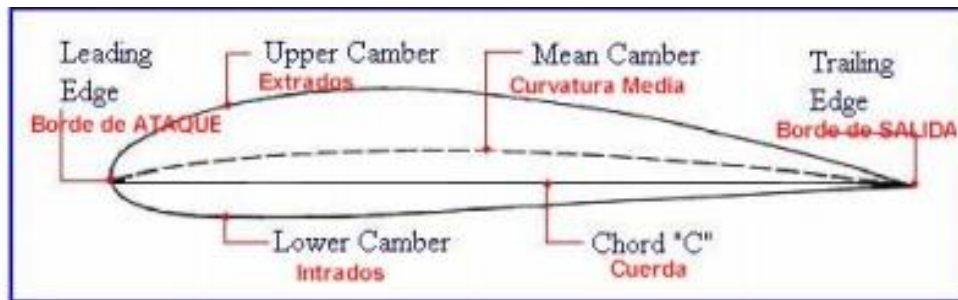 Leading
Edge
Borde de ATAQUE
Upper Camber
Extrados
Mean Camber
Curvatura Media
Trailing
Edge
Borde de SALIDA
Lower Camber
Intrados
Chord "C"
Cuerda